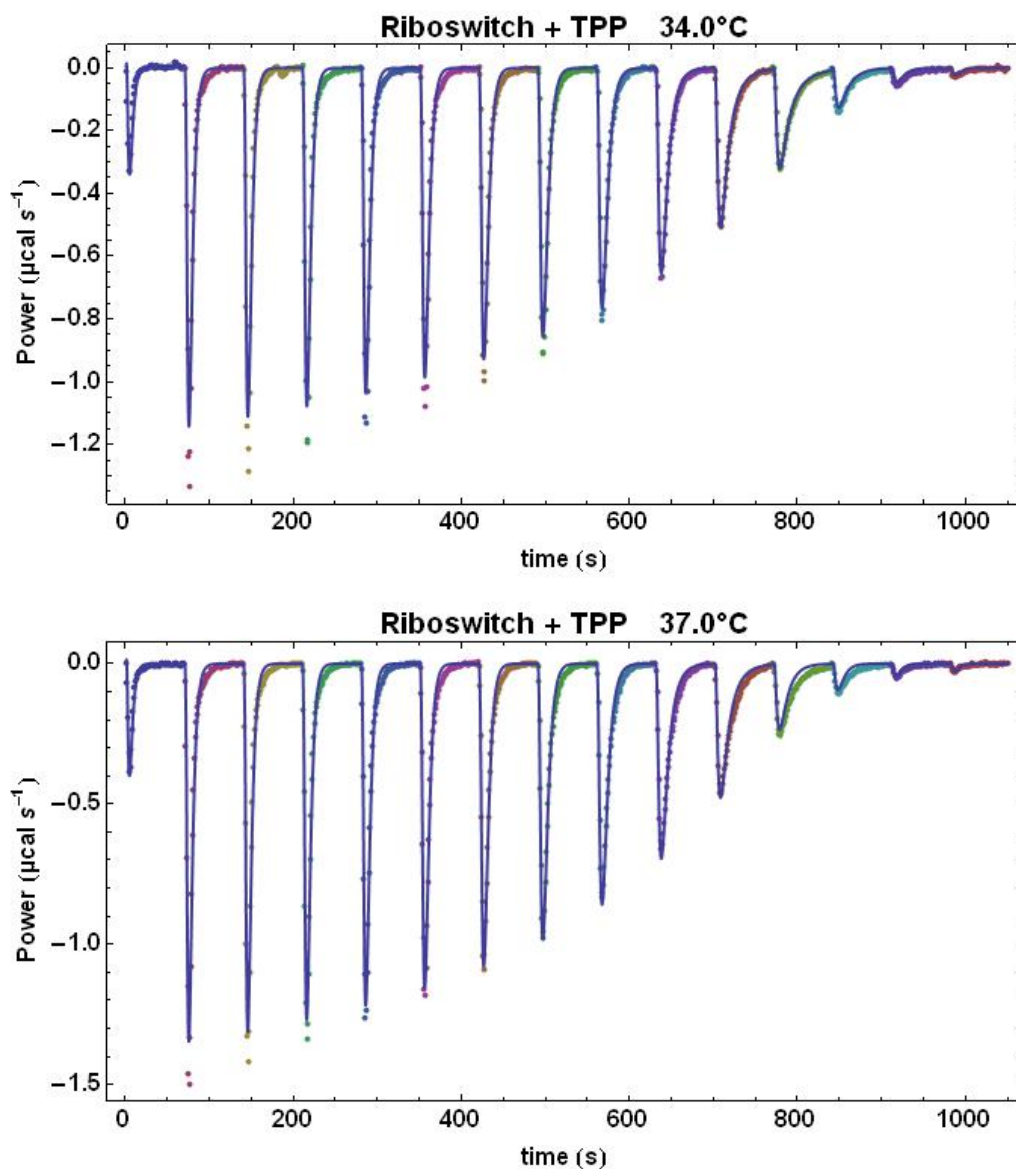 Riboswitch + TPP 34.0°C
0.0
−0.2
−0.4
−0.6
−0.8
−1.0
−1.2
Power (µcal s⁻¹)
0 200 400 600 800 1000
time (s)
Riboswitch + TPP 37.0°C
0.0
−0.5
−1.0
−1.5
Power (µcal s⁻¹)
0 200 400 600 800 1000
time (s)